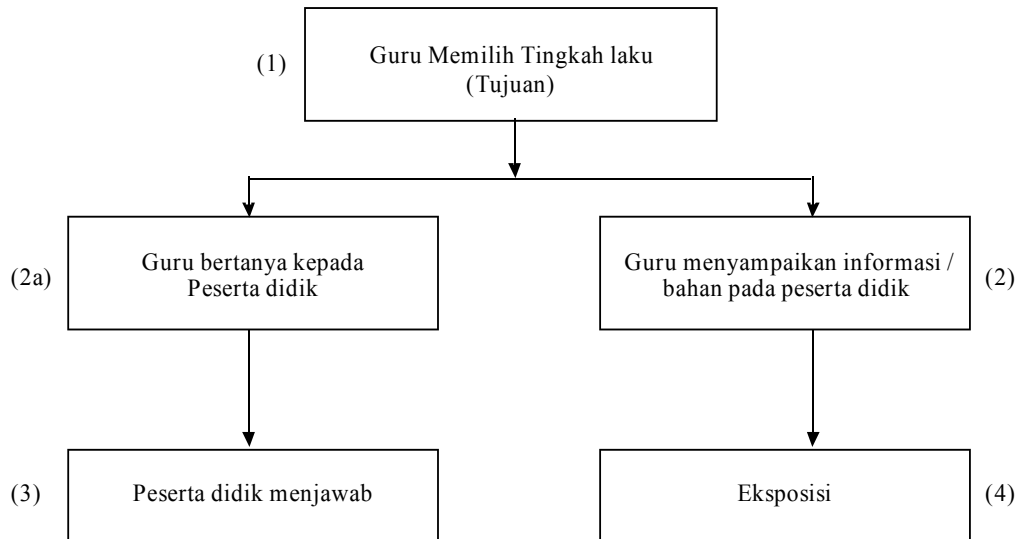 (1)
Guru Memilih Tingkah laku
(Tujuan)
(2a)
Guru bertanya kepada
Peserta didik
Guru menyampaikan informasi /
bahan pada peserta didik
(2)
(3)
Peserta didik menjawab
Eksposisi
(4)